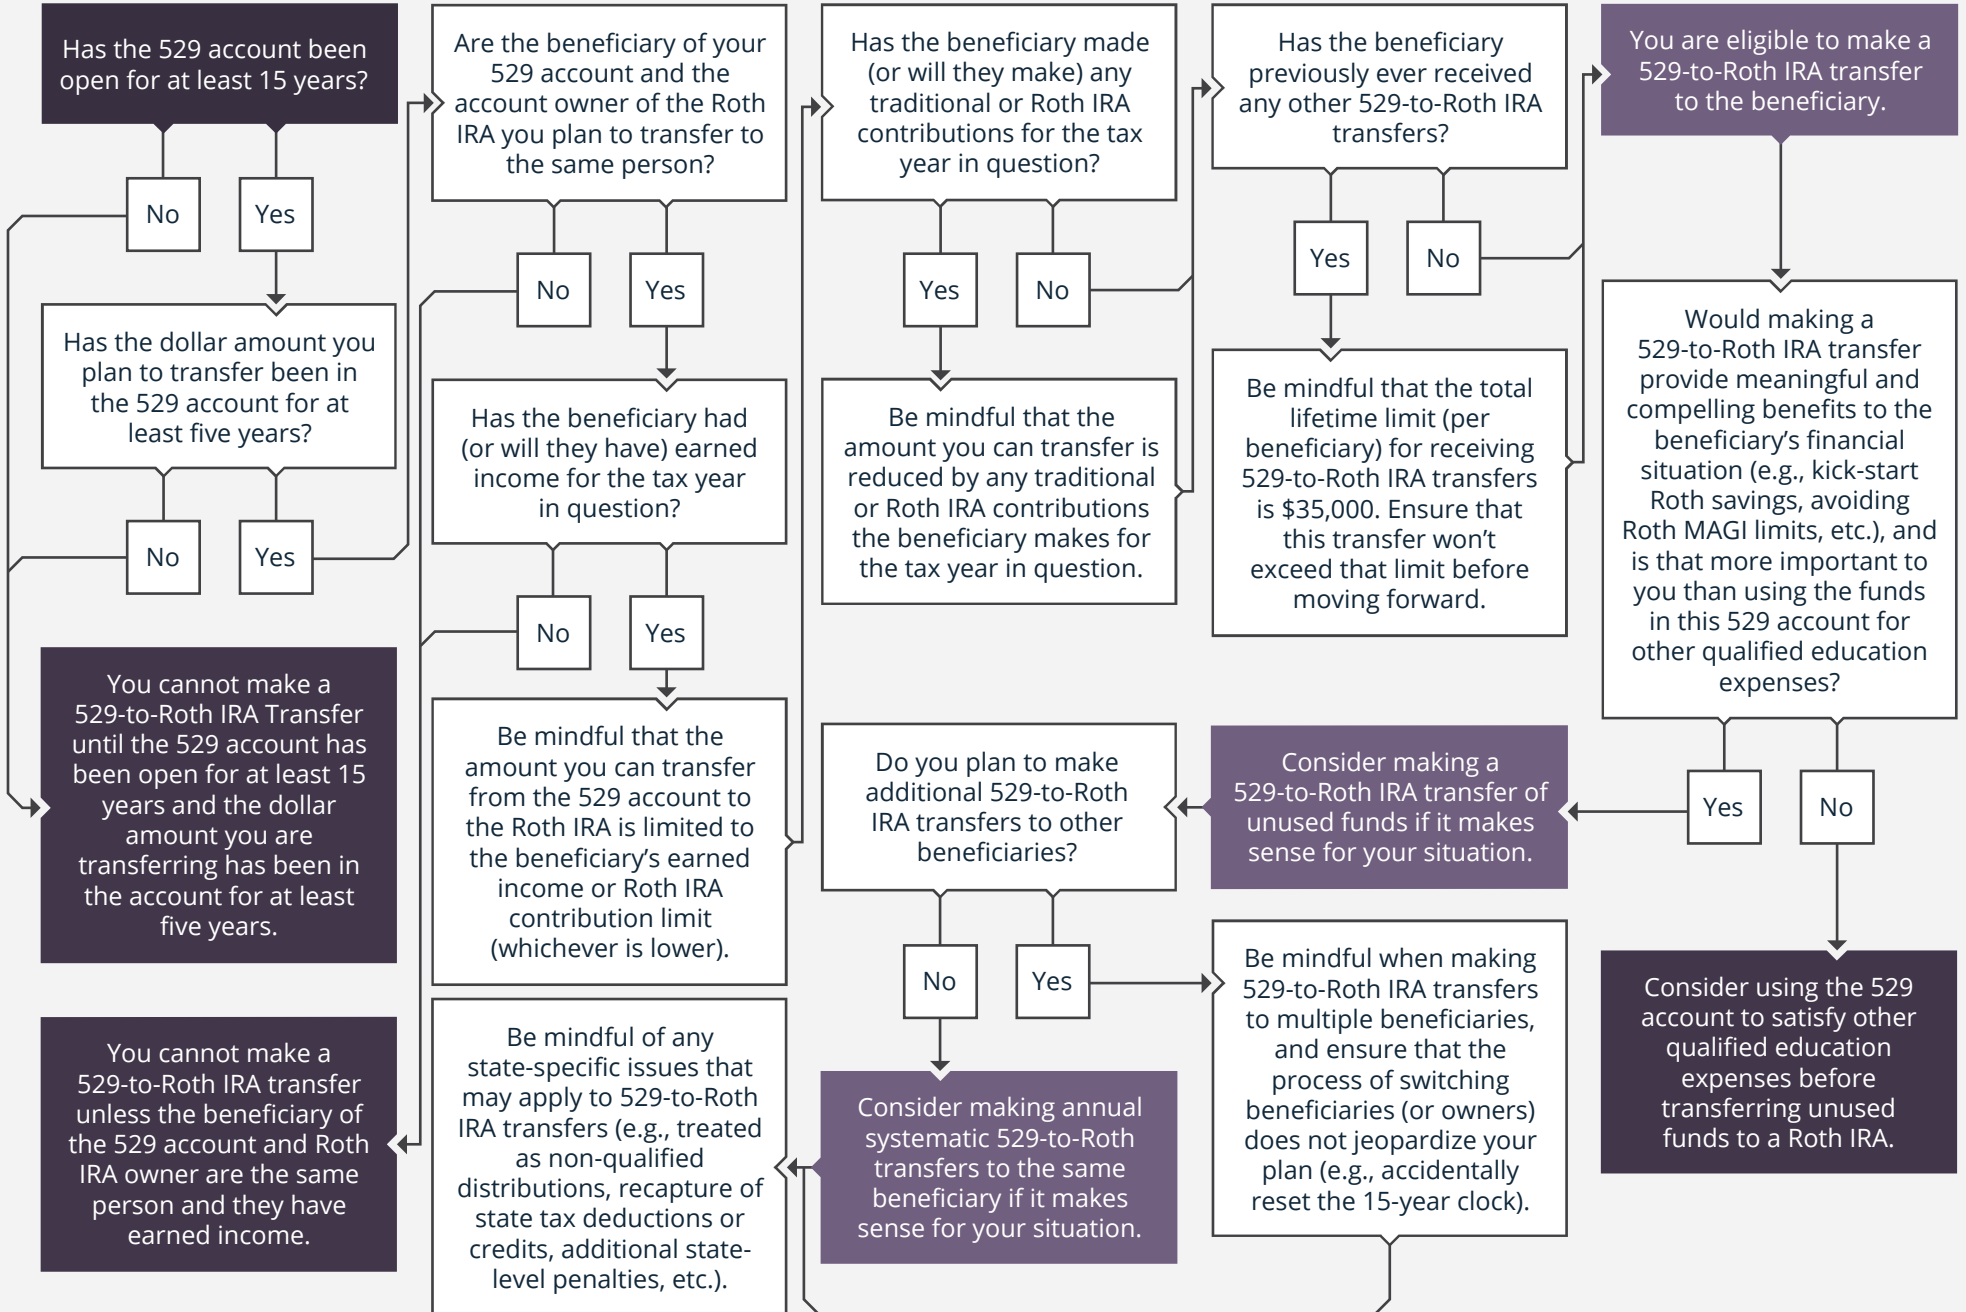 Has the 529 account been
open for at least 15 years?
No
Yes
Has the dollar amount you
plan to transfer been in
the 529 account for at
least five years?
No
Yes
You cannot make a
529-to-Roth IRA Transfer
until the 529 account has
been open for at least 15
years and the dollar
amount you are
transferring has been in
the account for at least
five years.
You cannot make a
529-to-Roth IRA transfer
unless the beneficiary of
the 529 account and Roth
IRA owner are the same
person and they have
earned income.
Are the beneficiary of your
529 account and the
account owner of the Roth
IRA you plan to transfer to
the same person?
No
Yes
Has the beneficiary had
(or will they have) earned
income for the tax year
in question?
No
Yes
Be mindful that the
amount you can transfer
from the 529 account to
the Roth IRA is limited to
the beneficiary’s earned
income or Roth IRA
contribution limit
(whichever is lower).
Be mindful of any
state-specific issues that
may apply to 529-to-Roth
IRA transfers (e.g., treated
as non-qualified
distributions, recapture of
state tax deductions or
credits, additional state-
level penalties, etc.).
Has the beneficiary made
(or will they make) any
traditional or Roth IRA
contributions for the tax
year in question?
Yes
No
Be mindful that the
amount you can transfer is
reduced by any traditional
or Roth IRA contributions
the beneficiary makes for
the tax year in question.
Has the beneficiary
previously ever received
any other 529-to-Roth IRA
transfers?
Yes
No
Be mindful that the total
lifetime limit (per
beneficiary) for receiving
529-to-Roth IRA transfers
is $35,000. Ensure that
this transfer won’t
exceed that limit before
moving forward.
You are eligible to make a
529-to-Roth IRA transfer
to the beneficiary.
Would making a
529-to-Roth IRA transfer
provide meaningful and
compelling benefits to the
beneficiary’s financial
situation (e.g., kick-start
Roth savings, avoiding
Roth MAGI limits, etc.), and
is that more important to
you than using the funds
in this 529 account for
other qualified education
expenses?
Yes
No
Consider using the 529
account to satisfy other
qualified education
expenses before
transferring unused
funds to a Roth IRA.
Consider making a
529-to-Roth IRA transfer of
unused funds if it makes
sense for your situation.
Do you plan to make
additional 529-to-Roth
IRA transfers to other
beneficiaries?
No
Yes
Consider making annual
systematic 529-to-Roth
transfers to the same
beneficiary if it makes
sense for your situation.
Be mindful when making
529-to-Roth IRA transfers
to multiple beneficiaries,
and ensure that the
process of switching
beneficiaries (or owners)
does not jeopardize your
plan (e.g., accidentally
reset the 15-year clock).